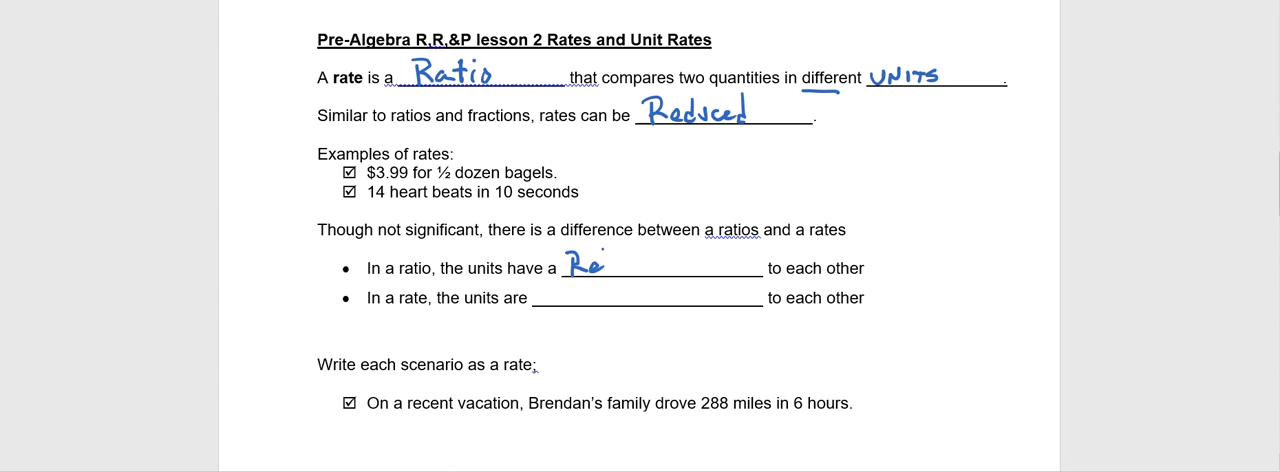 Pre-Algebra R,R,&P lesson 2 Rates and Unit Rates
A rate is a Ratio that compares two quantities in different UNITS.
Similar to ratios and fractions, rates can be Reduced.
Examples of rates:
☑ $3.99 for ½ dozen bagels.
☑ 14 heart beats in 10 seconds
Though not significant, there is a difference between a ratios and a rates
• In a ratio, the units have a Re to each other
• In a rate, the units are ____ to each other
Write each scenario as a rate;
☑ On a recent vacation, Brendan's family drove 288 miles in 6 hours.